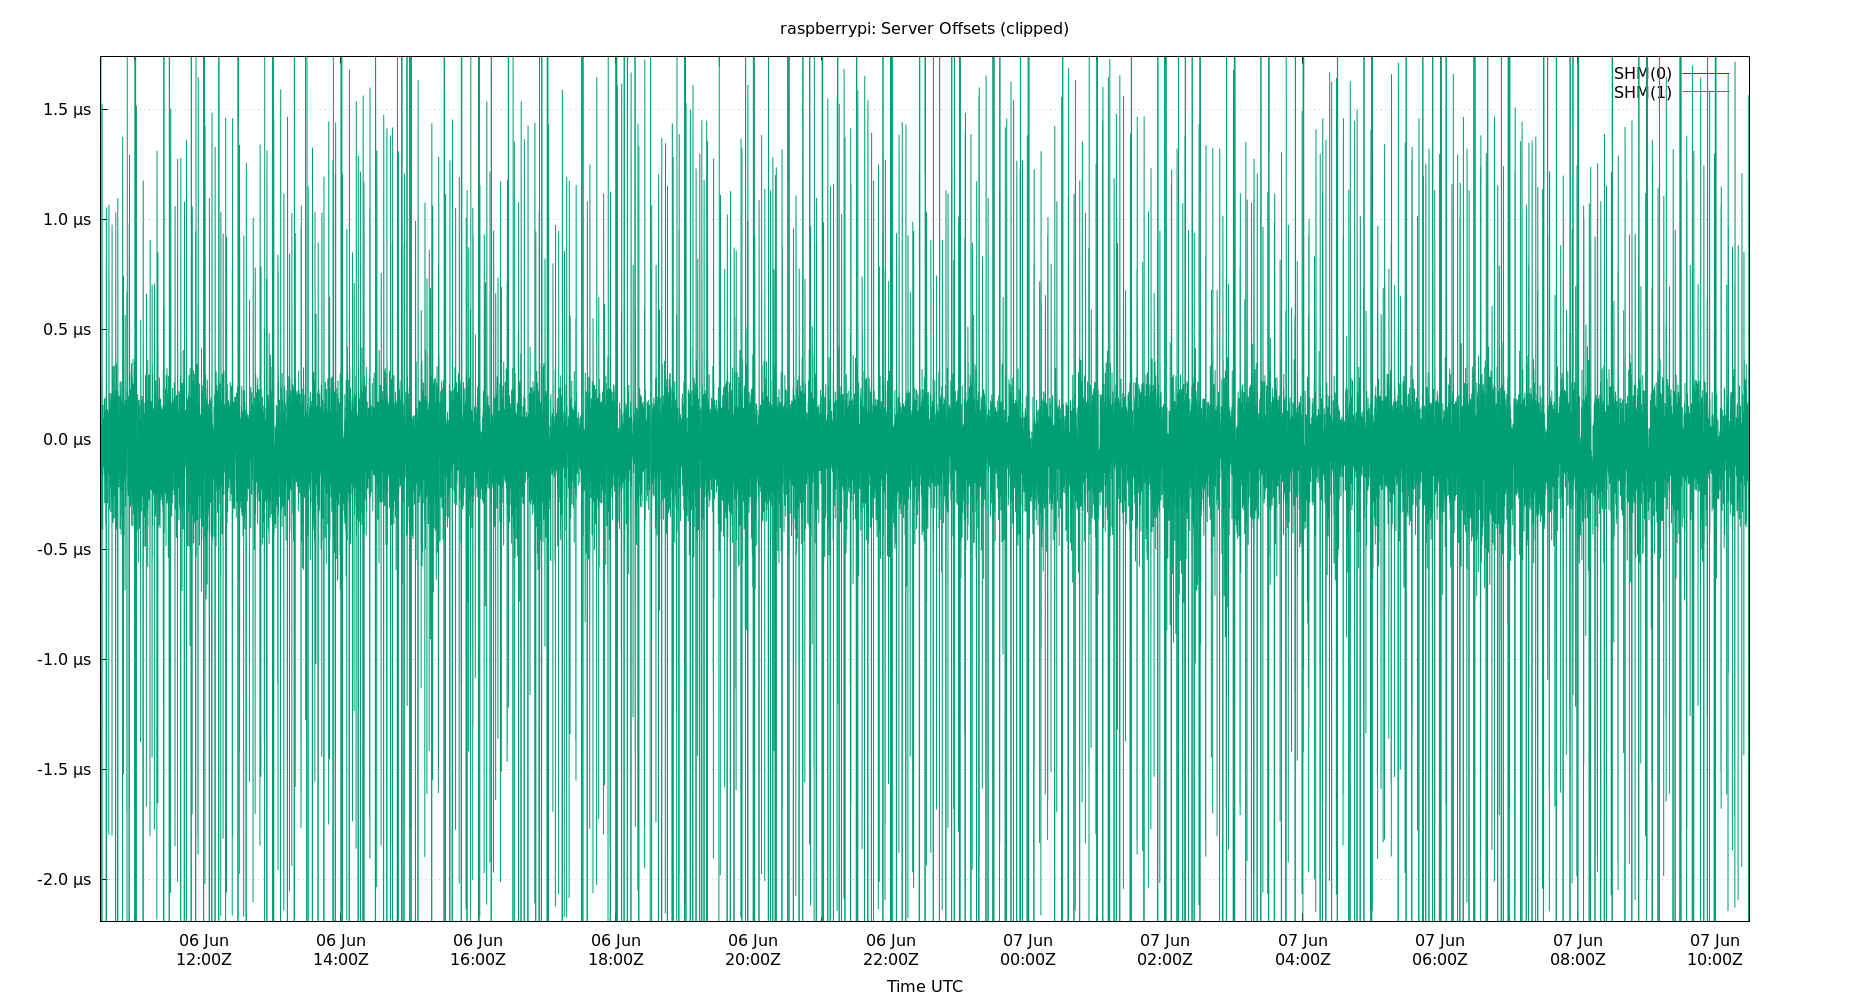 raspberrypi: Server Offsets (clipped)
SHM(0)
SHM(1)
1.5 µs
1.0 µs
0.5 µs
0.0 µs
-0.5 µs
-1.0 µs
-1.5 µs
-2.0 µs
06 Jun 06 Jun 06 Jun 06 Jun 06 Jun 06 Jun 07 Jun 07 Jun 07 Jun 07 Jun 07 Jun 07 Jun
12:00Z 14:00Z 16:00Z 18:00Z 20:00Z 22:00Z 00:00Z 02:00Z 04:00Z 06:00Z 08:00Z 10:00Z
Time UTC